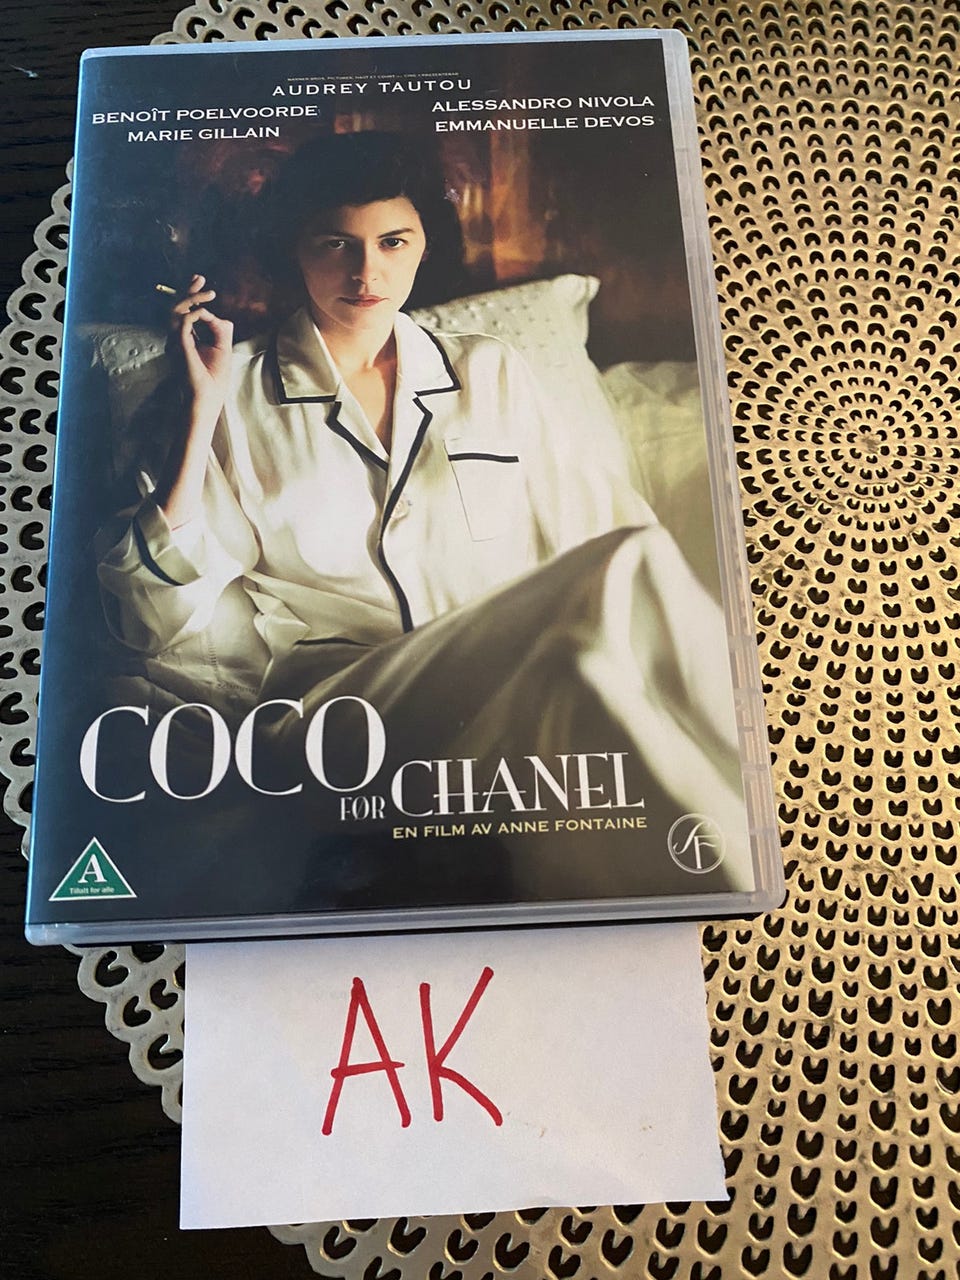 AUDREY TAUTOU
BENOÎT POELVOORDE
MARIE GILLAIN
ALESSANDRO NIVOLA
EMMANUELLE DEVOS
COCO
FØR CHANEL
EN FILM AV ANNE FONTAINE
SF
A
Tillatt for alle
AK